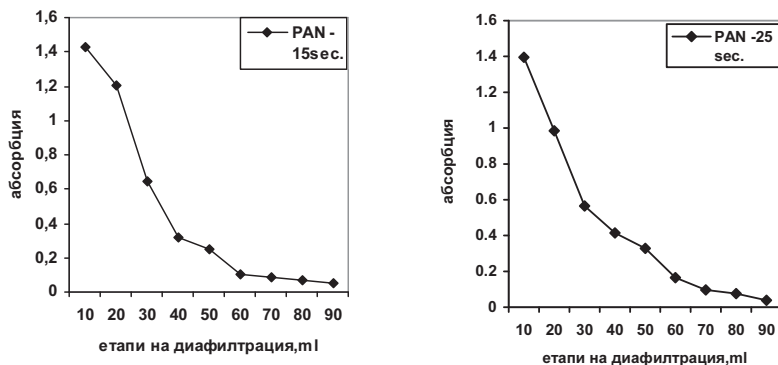 1,6
1,4
1,2
1
0,8
0,6
0,4
0,2
0
абсорбция
PAN -
15sec.
10 20 30 40 50 60 70 80 90
етапи на диафилтрация,ml
1.6
1.4
1.2
1
0.8
0.6
0.4
0.2
0
абсорбция
PAN -25
sec.
10 20 30 40 50 60 70 80 90
етапи на диафилтрация,ml